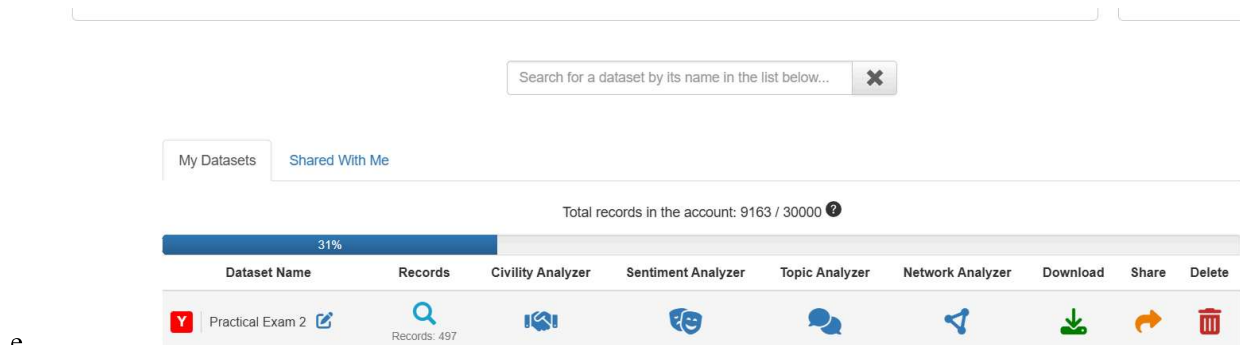 Search for a dataset by its name in the list below...
My Datasets Shared With Me
Total records in the account: 9163 / 30000 ?
31%
Dataset Name Records Civility Analyzer Sentiment Analyzer Topic Analyzer Network Analyzer Download Share Delete
Y Practical Exam 2
Records: 497
e